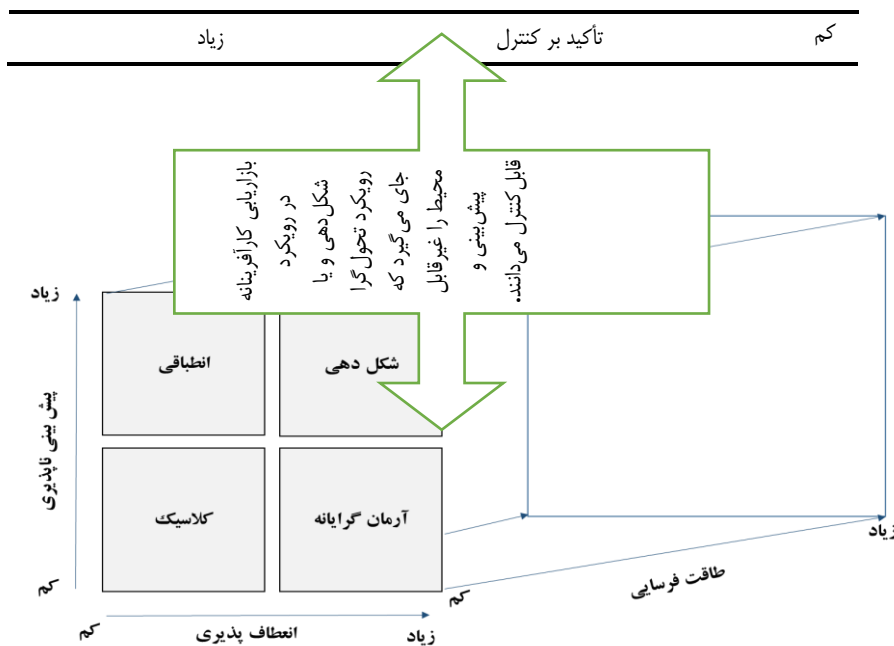 کم تأکید بر کنترل زیاد
بازاریابی کارآفرینانه
در رویکرد
شکل‌دهی و یا
رویکرد تحول‌گرا
جای می‌گیرد که
محیط را غیرقابل
پیش‌بینی و
قابل‌کنترل می‌دانند.
زیاد
پیش بینی ناپذیری
کم
شکل دهی
انطباقی
آرمان گرایانه
کلاسیک
کم
انعطاف پذیری
زیاد
کم
طاقت فرسایی
زیاد